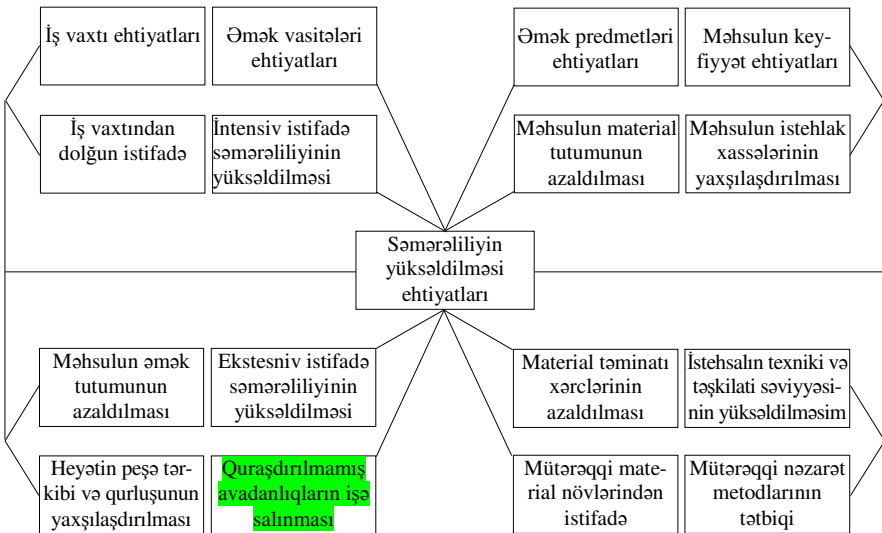 İş vaxtı ehtiyatları
Əmək vasitələri
ehtiyatları
Əmək predmetləri
ehtiyatları
Məhsulun key-
fiyyət ehtiyatları
İş vaxtından
dolğun istifadə
İntensiv istifadə
səmərəliliyinin
yüksəldilməsi
Məhsulun material
tutumunun
azaldılması
Məhsulun istehlak
xassələrinin
yaxşılaşdırılması
Səmərəliliyin
yüksəldilməsi
ehtiyatları
Məhsulun əmək
tutumunun
azaldılması
Ekstesniv istifadə
səmərəliliyinin
yüksəldilməsi
Material təminatı
xərclərinin
azaldılması
İstehsalın texniki və
təşkilati səviyyəsi-
nin yüksəldilməsim
Heyətin peşə tər-
kibi və qurluşunun
yaxşılaşdırılması
Quraşdırılmamış
avadanlıqların işə
salınması
Mütərəqqi mate-
rial növlərindən
istifadə
Mütərəqqi nəzarət
metodlarının
tətbiqi